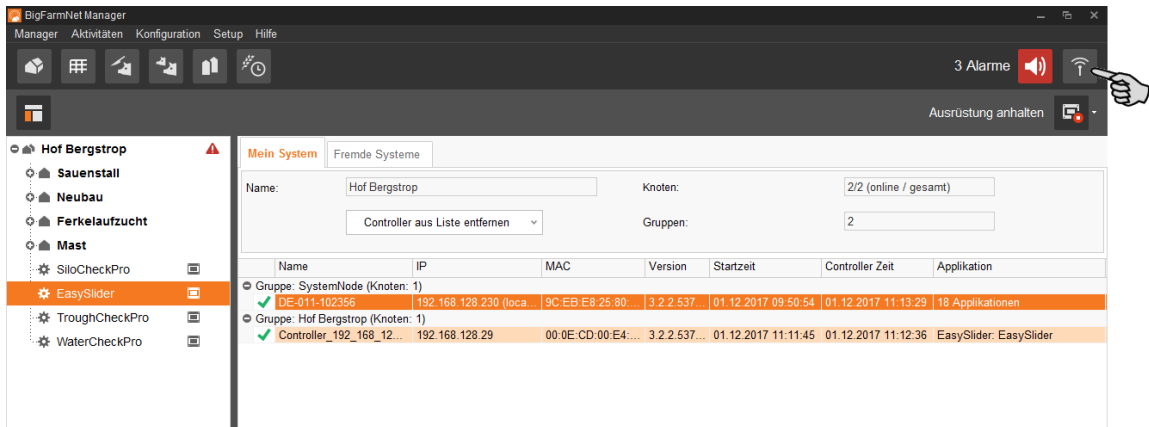 BigFarmNet Manager
Manager Aktivitäten Konfiguration Setup Hilfe
3 Alarme
Ausrüstung anhalten
Hof Bergstrop
Sauenstall
Neubau
Ferkelaufzucht
Mast
SiloCheckPro
EasySlider
TroughCheckPro
WaterCheckPro
Mein System Fremde Systeme
Name: Hof Bergstrop Knoten: 2/2 (online / gesamt)
Controller aus Liste entfernen Gruppen: 2
Name IP MAC Version Startzeit Controller Zeit Applikation
Gruppe: SystemNode (Knoten: 1)
DE-011-102356 192.168.128.230 (loca... 9C:EB:E8:25:80:... 3.2.2.537... 01.12.2017 09:50:54 01.12.2017 11:13:29 18 Applikationen
Gruppe: Hof Bergstrop (Knoten: 1)
Controller_192_168_12... 192.168.128.29 00:0E:CD:00:E4:... 3.2.2.537... 01.12.2017 11:11:45 01.12.2017 11:12:36 EasySlider: EasySlider